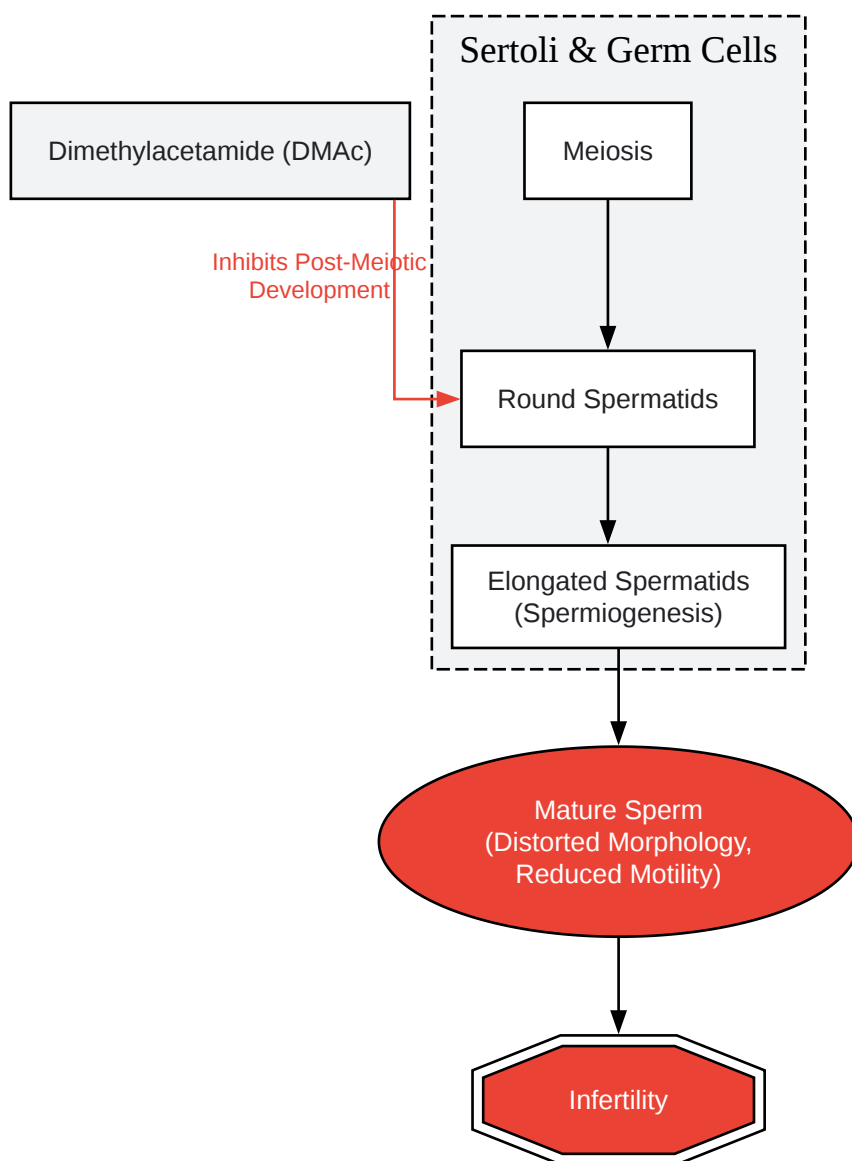 Sertoli & Germ Cells
Dimethylacetamide (DMAc)
Meiosis
Inhibits Post-Meiotic
Development
Round Spermatids
Elongated Spermatids
(Spermiogenesis)
Mature Sperm
(Distorted Morphology,
Reduced Motility)
Infertility